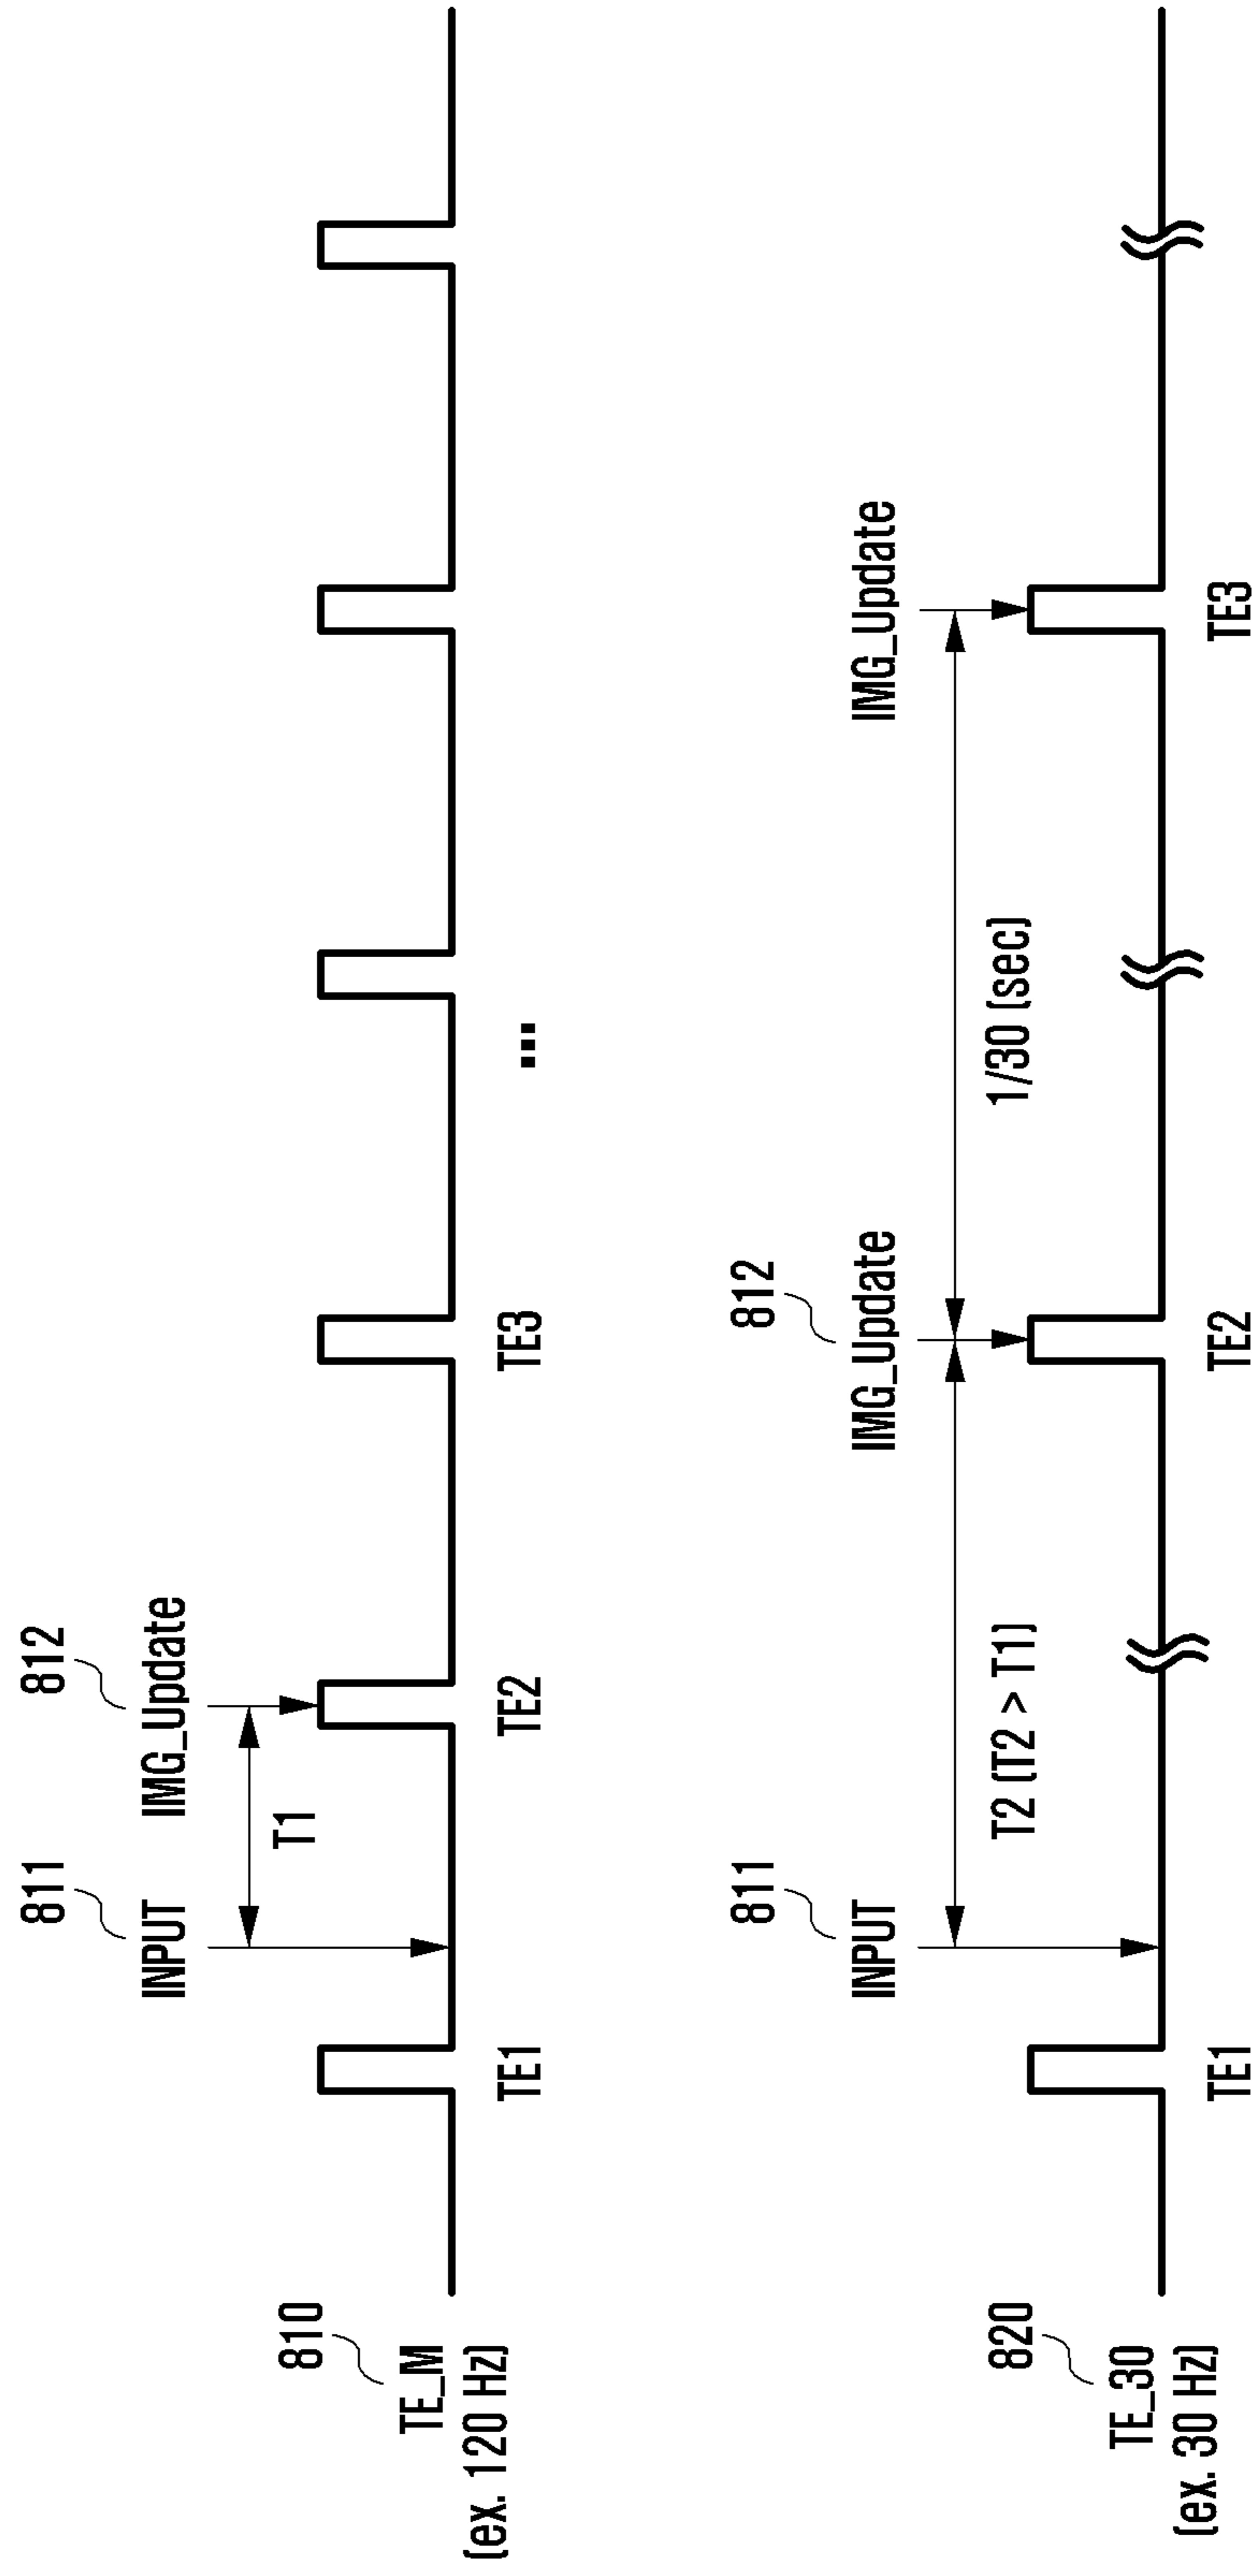 811
812
INPUT
IMG_Update
810
T1
TE_M
(ex. 120 Hz)
TE1
TE2
TE3
...
811
812
INPUT
IMG_Update
IMG_Update
820
T2 (T2 > T1)
1/30 (sec)
TE_30
(ex. 30 Hz)
TE1
TE2
TE3